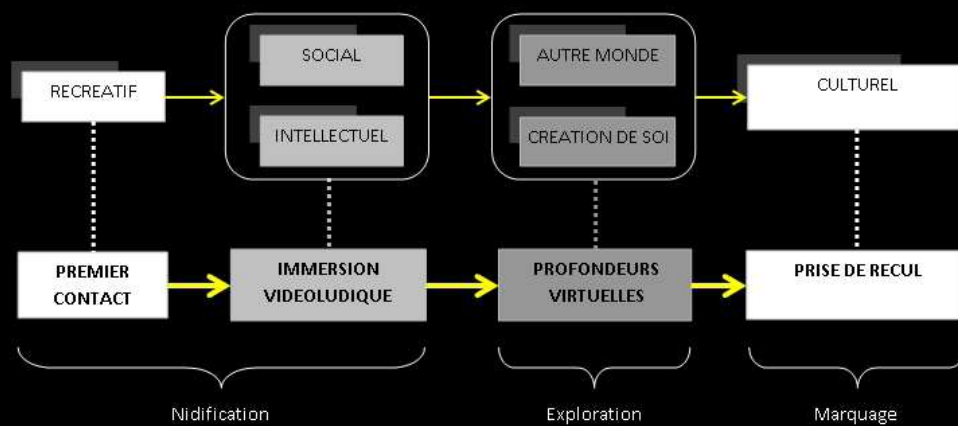 RECREATIF
SOCIAL
INTELLECTUEL
AUTRE MONDE
CREATION DE SOI
CULTUREL
PREMIER
CONTACT
IMMERSION
VIDEOLUDIQUE
PROFONDEURS
VIRTUELLES
PRISE DE RECUL
Nidification
Exploration
Marquage